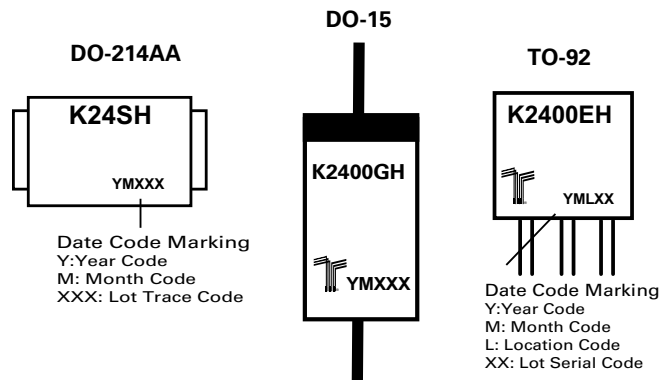 DO-214AA
K24SH
YMXXX
Date Code Marking
Y:Year Code
M: Month Code
XXX: Lot Trace Code
DO-15
K2400GH
YMXXX
TO-92
K2400EH
YMLXX
Date Code Marking
Y:Year Code
M: Month Code
L: Location Code
XX: Lot Serial Code